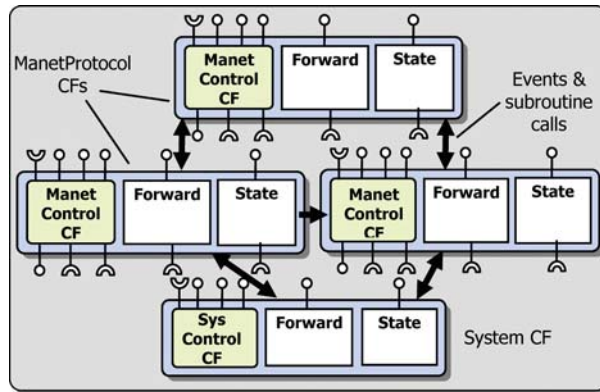 ManetProtocol
CFs
Manet
Control
CF
Forward
State
Events &
subroutine
calls
Manet
Control
CF
Forward
State
Manet
Control
CF
Forward
State
Sys
Control
CF
Forward
State
System CF